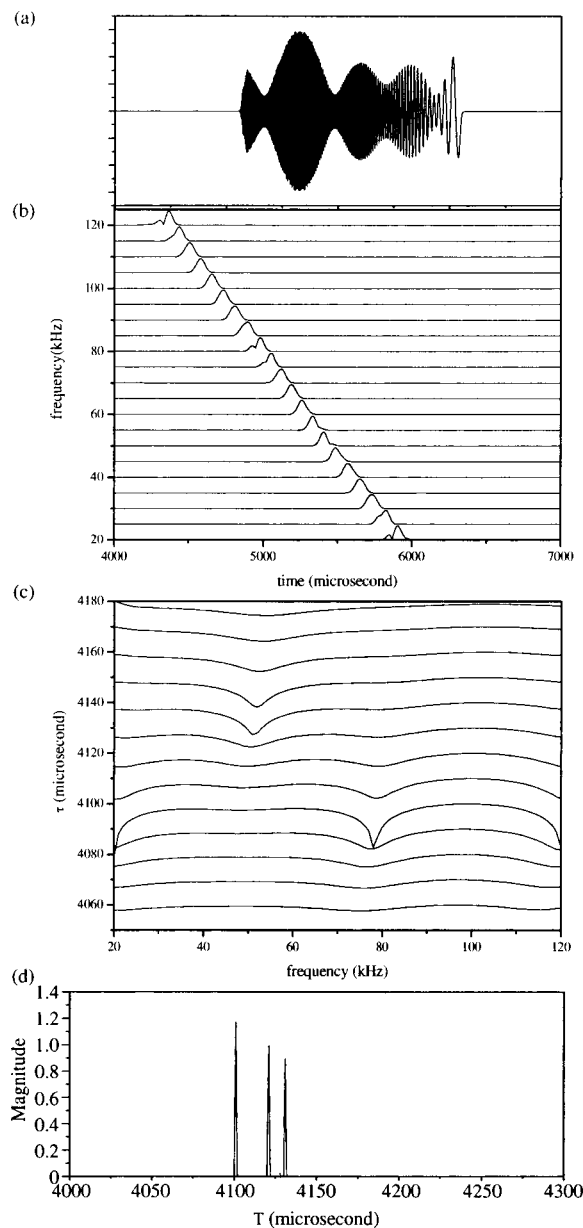 (a)
(b)
120
100
80
60
40
20
frequency(kHz)
4000 5000 6000 7000
time (microsecond)
(c)
4180
4160
4140
4120
4100
4080
4060
τ (microsecond)
20 40 60 80 100 120
frequency (kHz)
(d)
1.4
1.2
1.0
0.8
0.6
0.4
0.2
0
Magnitude
4000 4050 4100 4150 4200 4250 4300
T (microsecond)